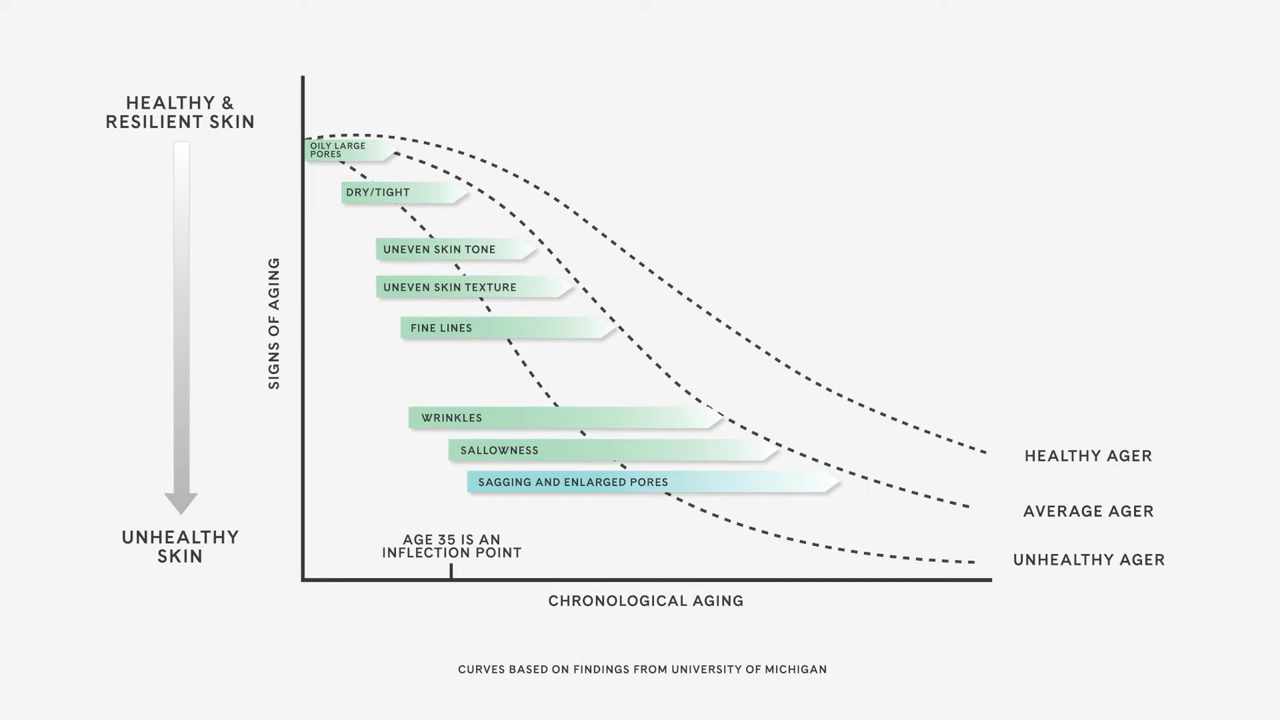 HEALTHY &
RESILIENT SKIN
OILY LARGE
PORES
DRY/TIGHT
UNEVEN SKIN TONE
UNEVEN SKIN TEXTURE
FINE LINES
SIGNS OF AGING
WRINKLES
SALLOWNESS
SAGGING AND ENLARGED PORES
HEALTHY AGER
AVERAGE AGER
UNHEALTHY AGER
UNHEALTHY
SKIN
AGE 35 IS AN
INFLECTION POINT
CHRONOLOGICAL AGING
CURVES BASED ON FINDINGS FROM UNIVERSITY OF MICHIGAN